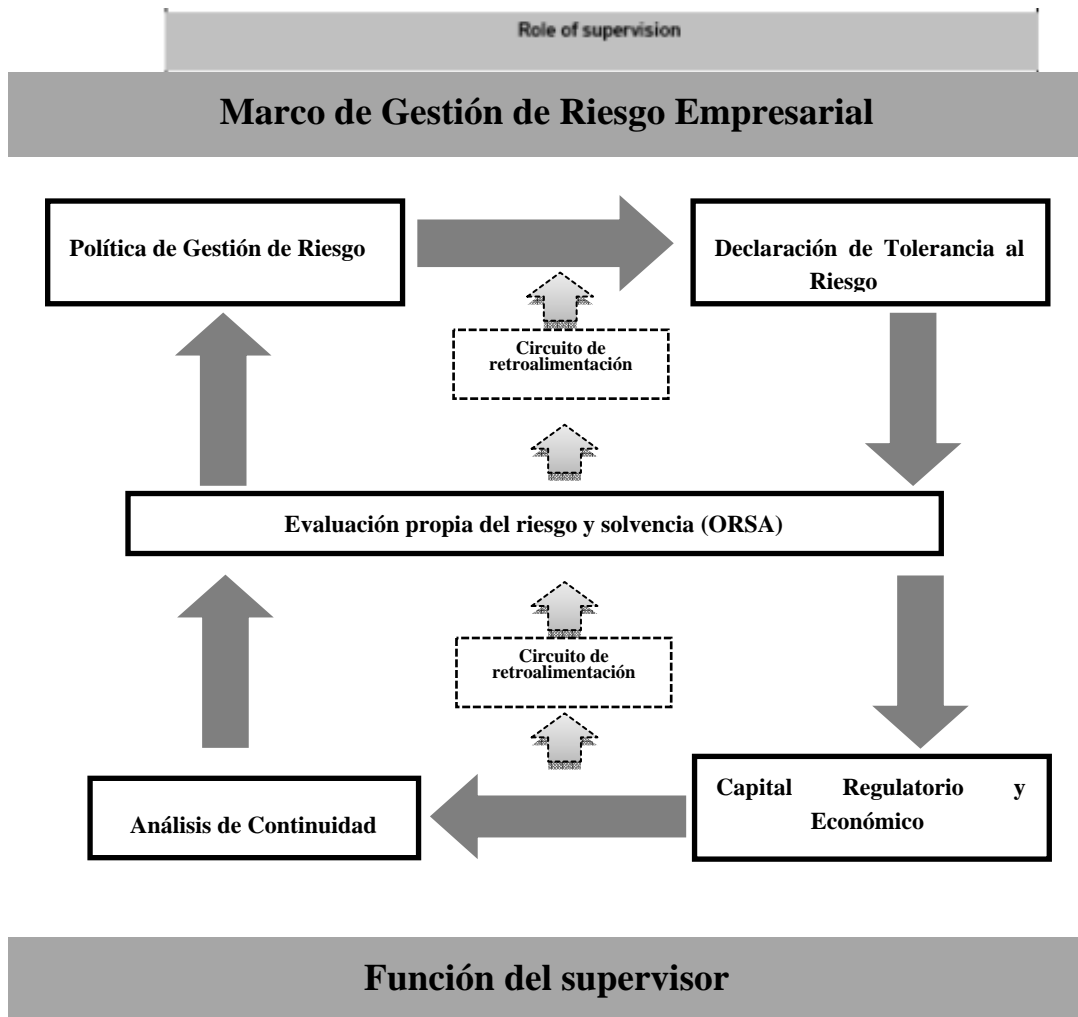 Role of supervision
Marco de Gestión de Riesgo Empresarial
Política de Gestión de Riesgo
Declaración de Tolerancia al
Riesgo
Circuito de
retroalimentación
Evaluación propia del riesgo y solvencia (ORSA)
Circuito de
retroalimentación
Análisis de Continuidad
Capital Regulatorio y
Económico
Función del supervisor